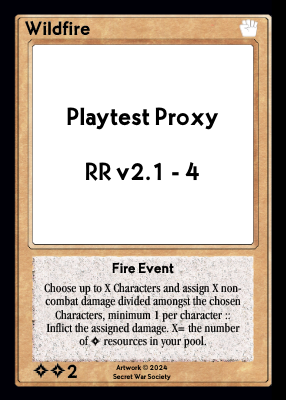 Wildfire
Playtest Proxy
RR v2.1 - 4
Fire Event
Choose up to X Characters and assign X non-
combat damage divided amongst the chosen
Characters, minimum 1 per character ::
Inflict the assigned damage. X= the number
of ⟡ resources in your pool.
⟡⟡2
Artwork © 2024
Secret War Society